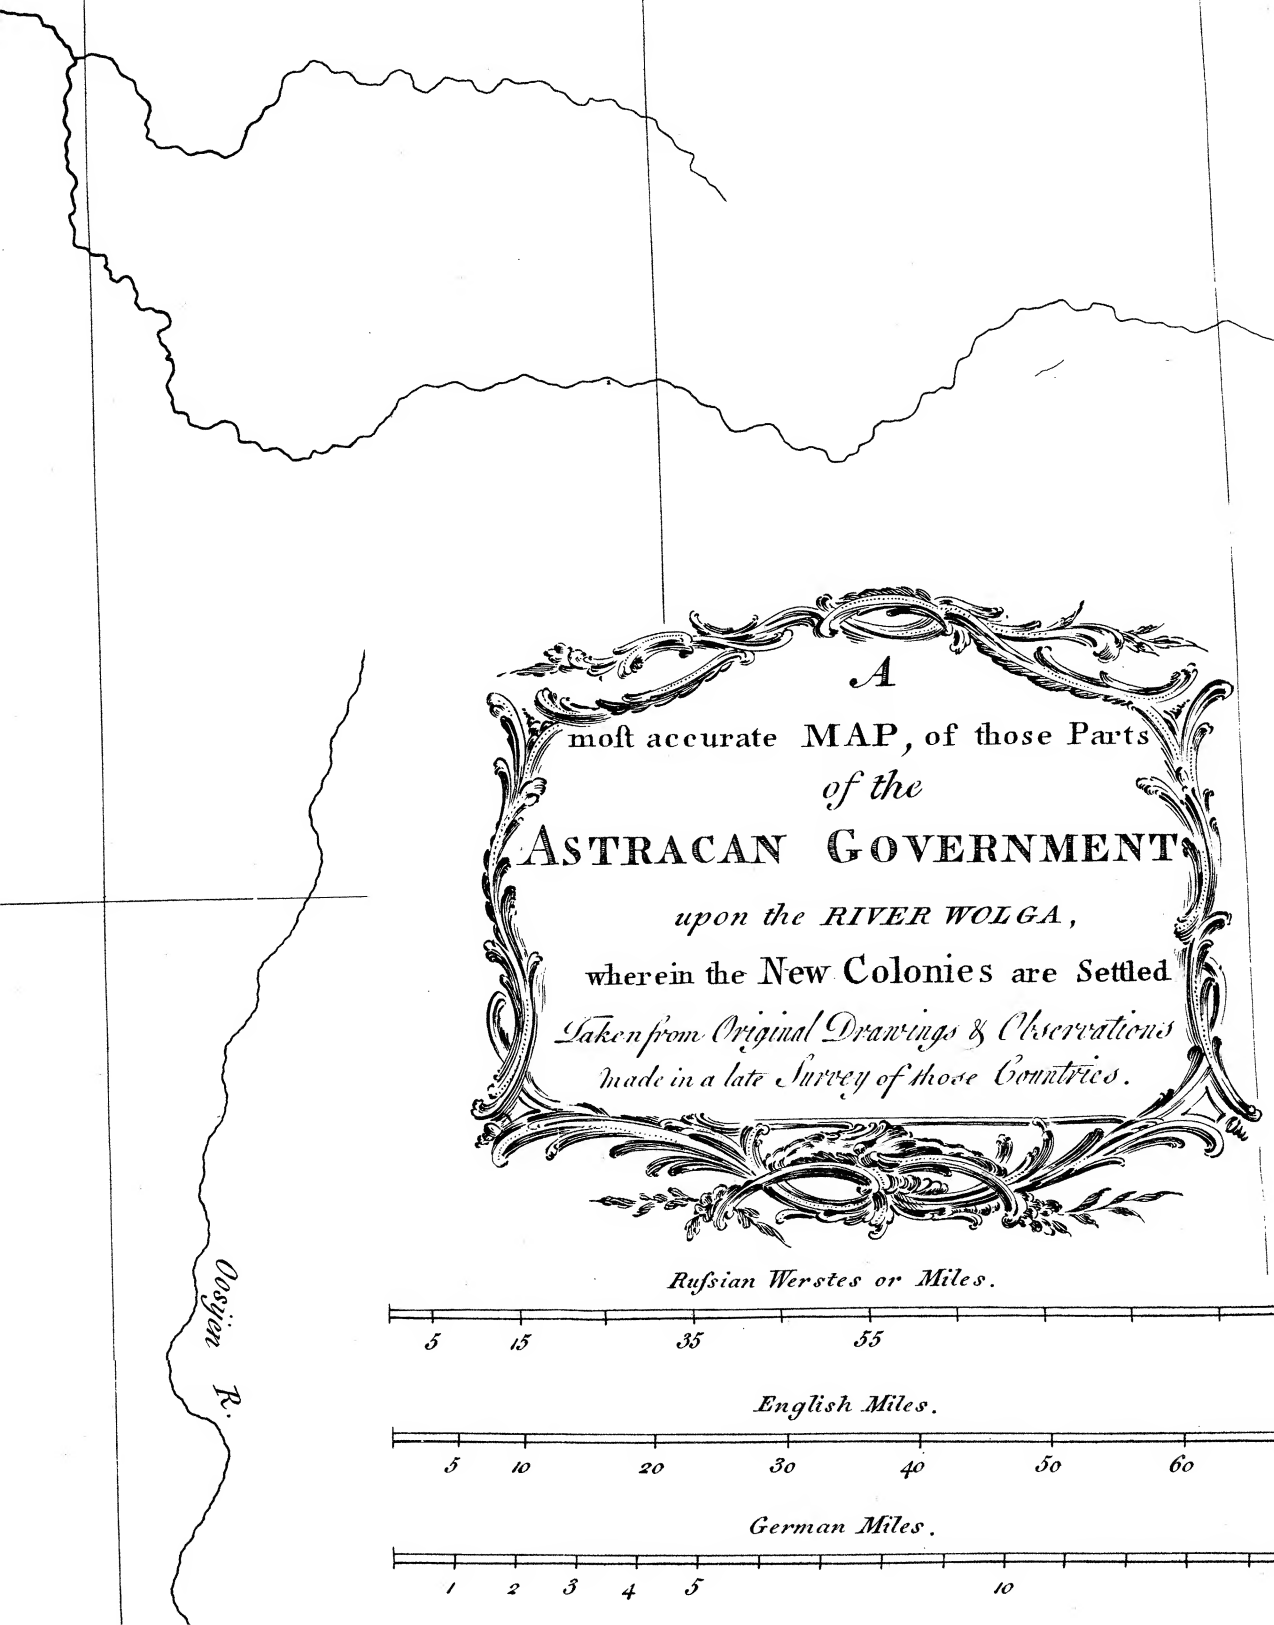 A
moſt accurate MAP, of those Parts
of the
ASTRACAN GOVERNMENT
upon the RIVER WOLGA,
wherein the New Colonies are Settled
Taken from Original Drawings & Observations
made in a late Survey of those Countries.
Oosijen R.
Ruſsian Werstes or Miles.
5 15 35 55
English Miles.
5 10 20 30 40 50 60
German Miles.
1 2 3 4 5 10